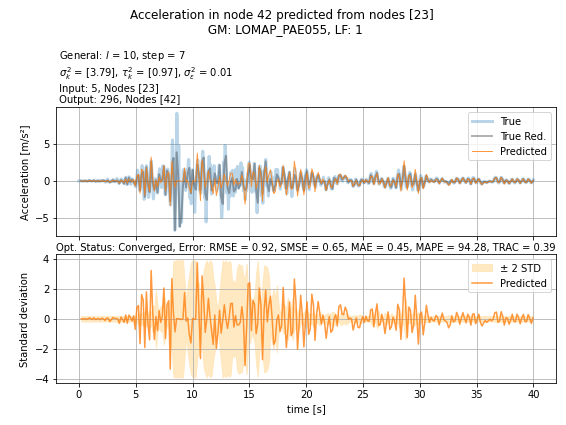 Acceleration in node 42 predicted from nodes [23]
GM: LOMAP_PAE055, LF: 1
General: l = 10, step = 7
σ²ₖ = [3.79], τ²ₖ = [0.97], σ²ₑ = 0.01
Input: 5, Nodes [23]
Output: 296, Nodes [42]
True
True Red.
Predicted
Acceleration [m/s²]
5
0
−5
Opt. Status: Converged, Error: RMSE = 0.92, SMSE = 0.65, MAE = 0.45, MAPE = 94.28, TRAC = 0.39
± 2 STD
Predicted
Standard deviation
4
2
0
−2
−4
0 5 10 15 20 25 30 35 40
time [s]